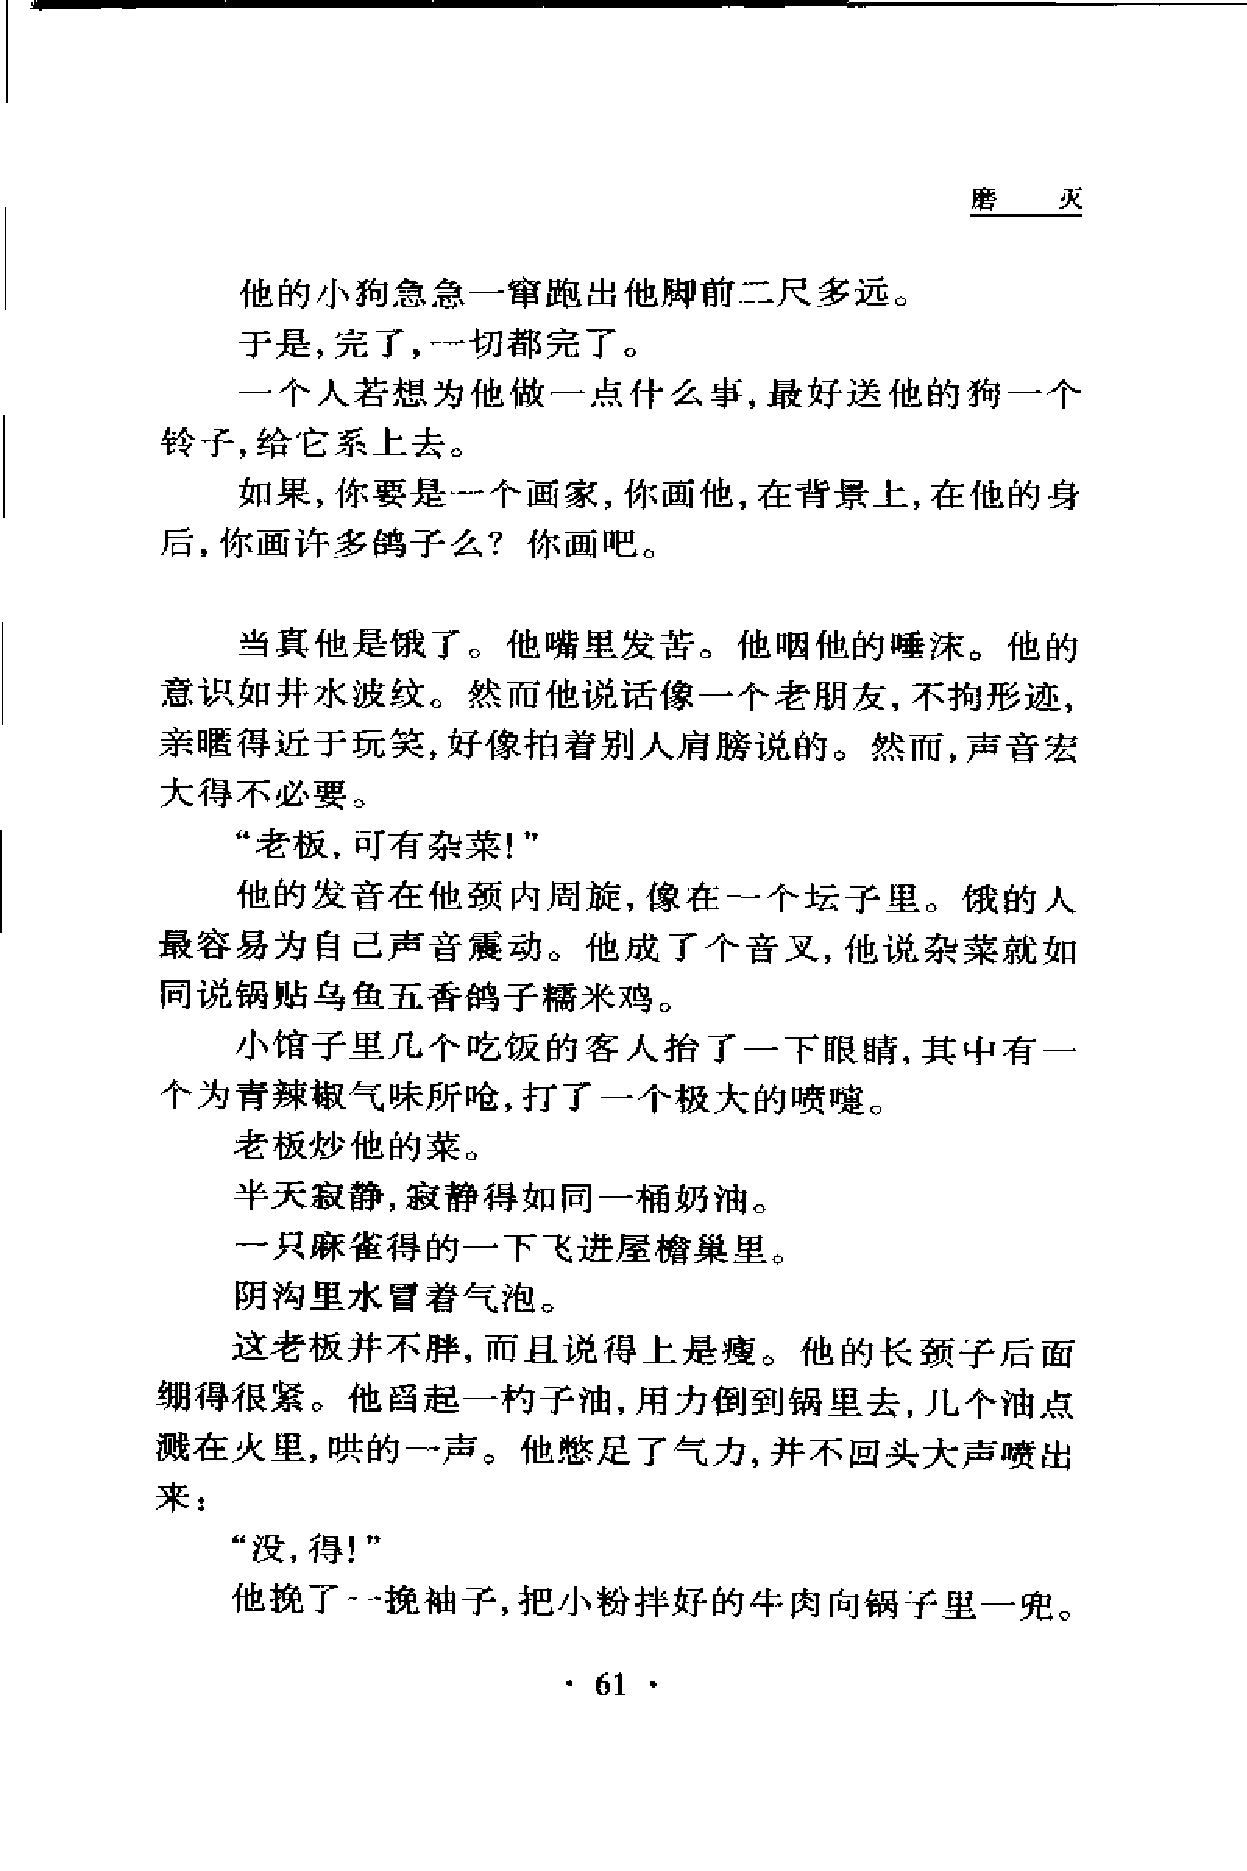 磨 灭
他的小狗急急一窜跑出他脚前二尺多远。
于是,完了,一切都完了。
一个人若想为他做一点什么事,最好送他的狗一个
铃子,给它系上去。
如果,你要是一个画家,你画他,在背景上,在他的身
后,你画许多鸽子么？你画吧。
当真他是饿了。他嘴里发苦。他咽他的唾沫。他的
意识如井水波纹。然而他说话像一个老朋友,不拘形迹,
亲暱得近于玩笑,好像拍着别人肩膀说的。然而,声音宏
大得不必要。
“老板,可有杂菜!”
他的发音在他颈内周旋,像在一个坛子里。饿的人
最容易为自己声音震动。他成了个音叉,他说杂菜就如
同说锅贴乌鱼五香鸽子糯米鸡。
小馆子里几个吃饭的客人抬了一下眼睛,其中有一
个为青辣椒气味所呛,打了一个极大的喷嚏。
老板炒他的菜。
半天寂静,寂静得如同一桶奶油。
一只麻雀得的一下飞进屋檐巢里。
阴沟里水冒着气泡。
这老板并不胖,而且说得上是瘦。他的长颈子后面
绷得很紧。他舀起一杓子油,用力倒到锅里去,几个油点
溅在火里,哄的一声。他憋足了气力,并不回头大声喷出
来：
“没,得!”
他挽了一挽袖子,把小粉拌好的牛肉向锅子里一兜。
· 61 ·